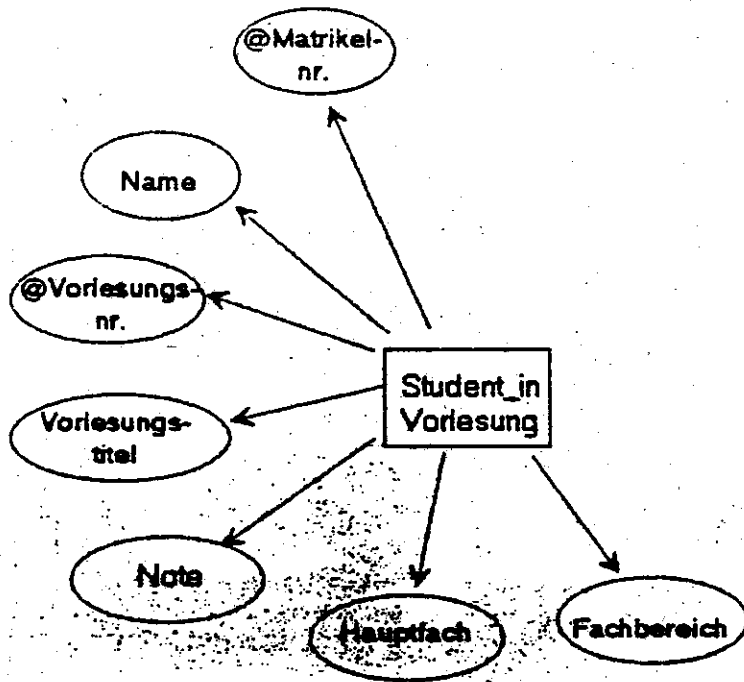 @Matrikel-
nr.
Name
@Vorlesungs-
nr.
Student_in
Vorlesung
Vorlesungs-
titel
Note
Hauptfach
Fachbereich